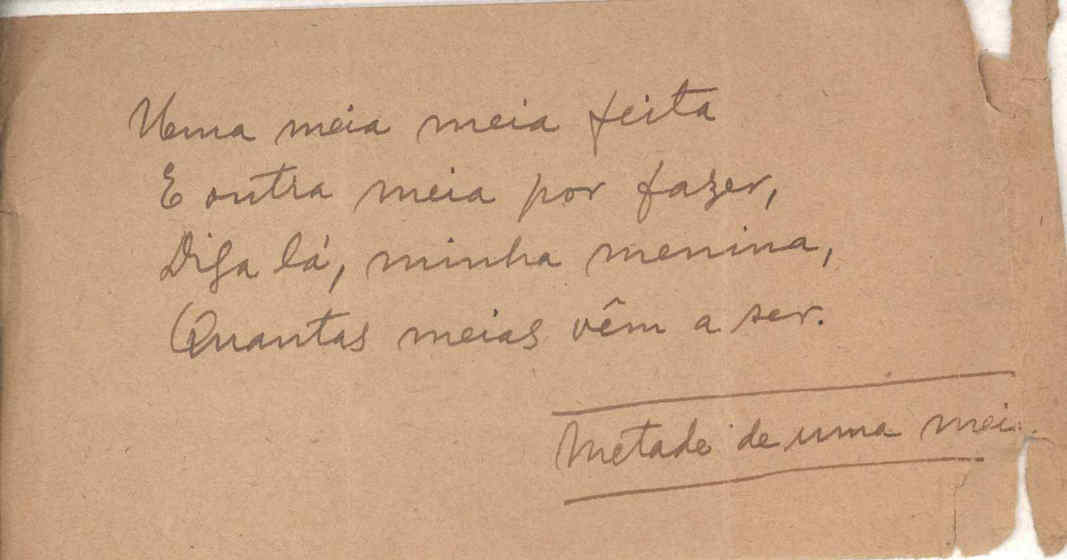 Uma meia meia feita
E outra meia por fazer,
Diga lá, minha menina,
Quantas meias vêm a ser.
Metade de uma mei